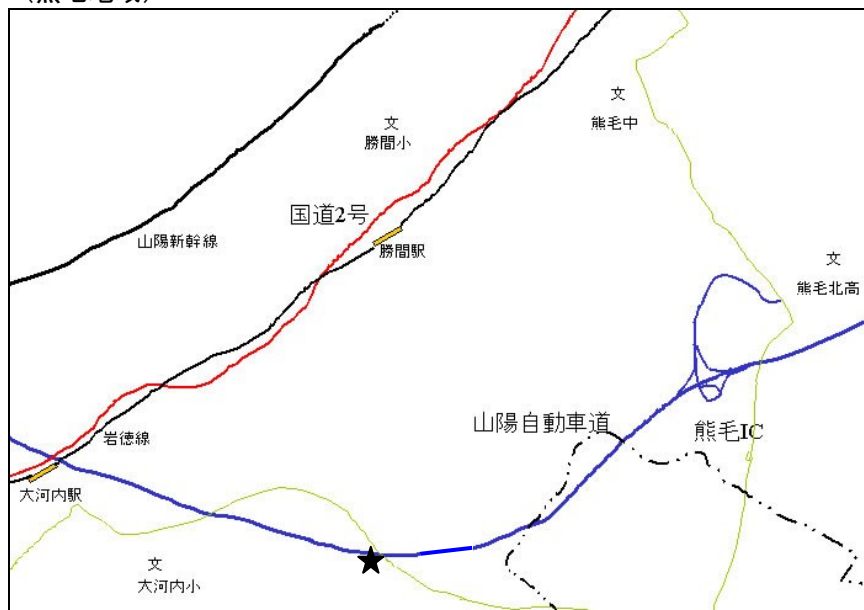 文
熊毛中
文
勝間小
国道2号
山陽新幹線
勝間駅
文
熊毛北高
山陽自動車道
熊毛IC
岩徳線
大河内駅
文
大河内小